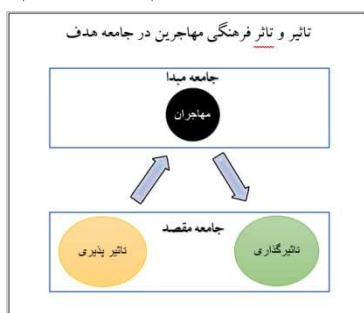 تاثیر و تاثر فرهنگی مهاجرین در جامعه هدف
جامعه مبدا
مهاجران
جامعه مقصد
تاثیرگذاری
تاثیر پذیری